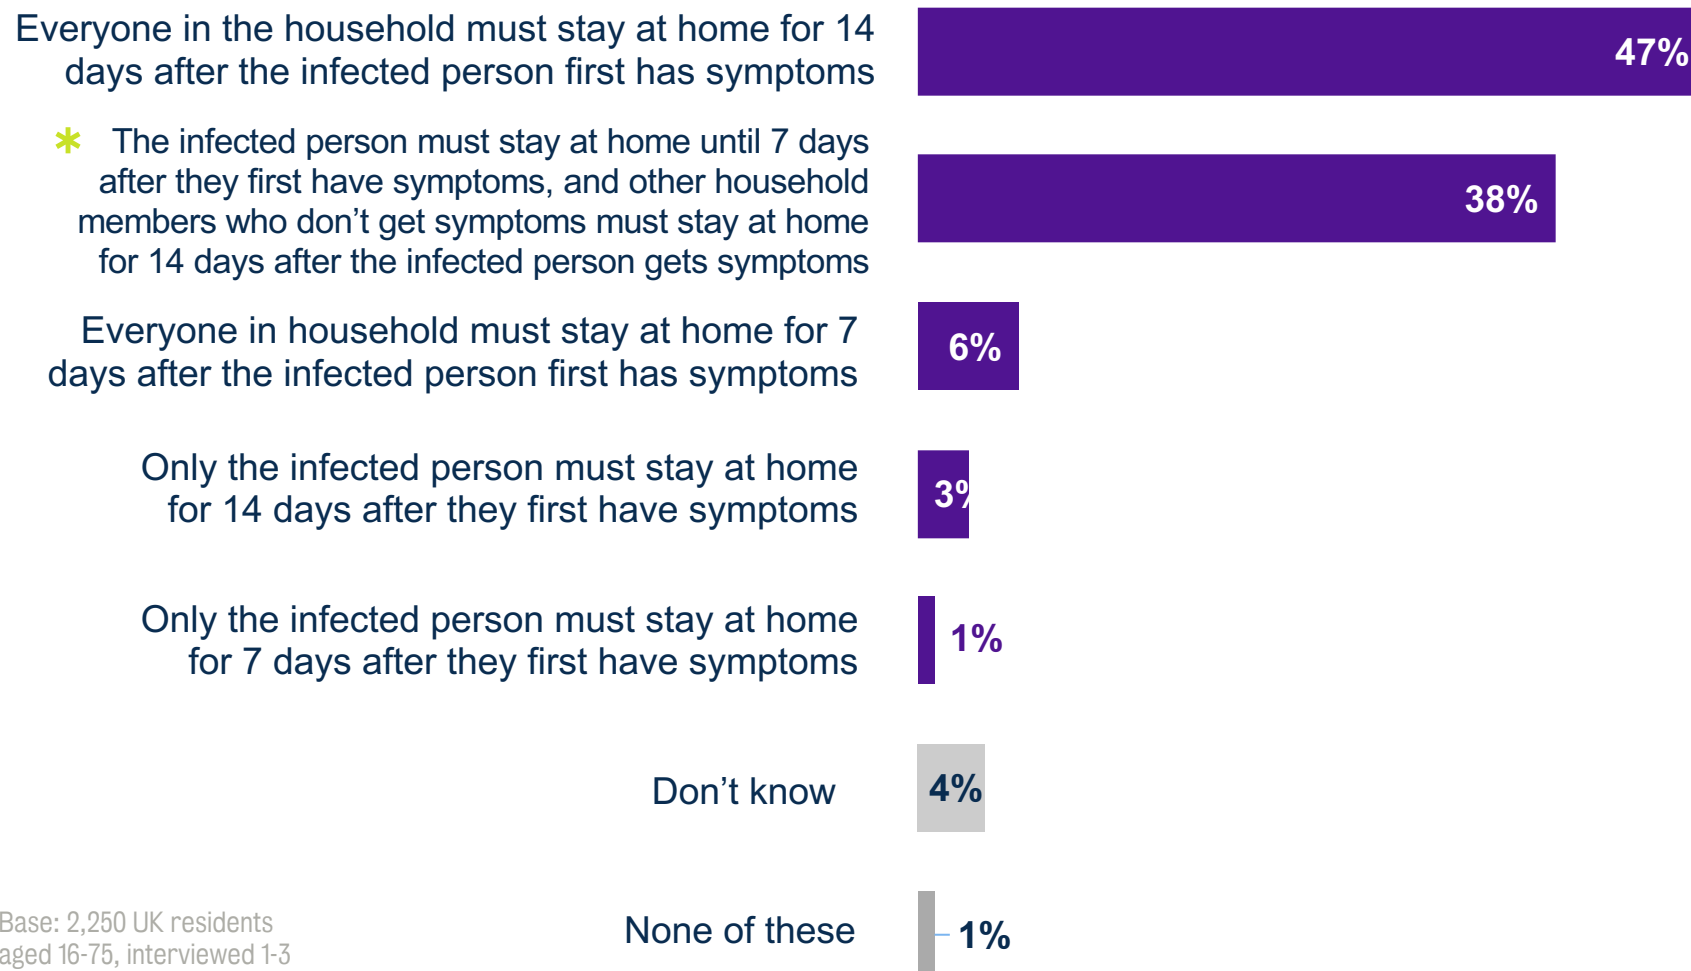 Everyone in the household must stay at home for 14
days after the infected person first has symptoms
47%
* The infected person must stay at home until 7 days
after they first have symptoms, and other household
members who don’t get symptoms must stay at home
for 14 days after the infected person gets symptoms
38%
Everyone in household must stay at home for 7
days after the infected person first has symptoms
6%
Only the infected person must stay at home
for 14 days after they first have symptoms
3%
Only the infected person must stay at home
for 7 days after they first have symptoms
1%
Don’t know
4%
None of these
1%
Base: 2,250 UK residents
aged 16-75, interviewed 1-3